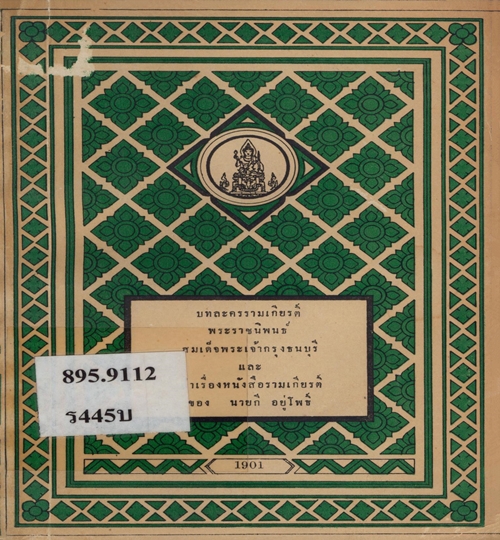 บทละครรามเกียรติ์
พระราชนิพนธ์
สมเด็จพระเจ้ากรุงธนบุรี
และ
เรื่องหนังสือรามเกียรติ์
ของ นายกี อยู่โพธิ์
895.9112
ร445บ
1901